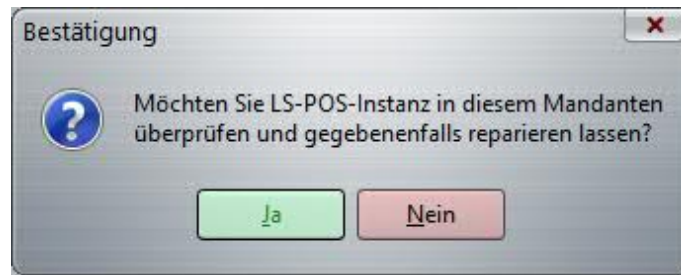 Bestätigung
Möchten Sie LS-POS-Instanz in diesem Mandanten
überprüfen und gegebenenfalls reparieren lassen?
Ja
Nein